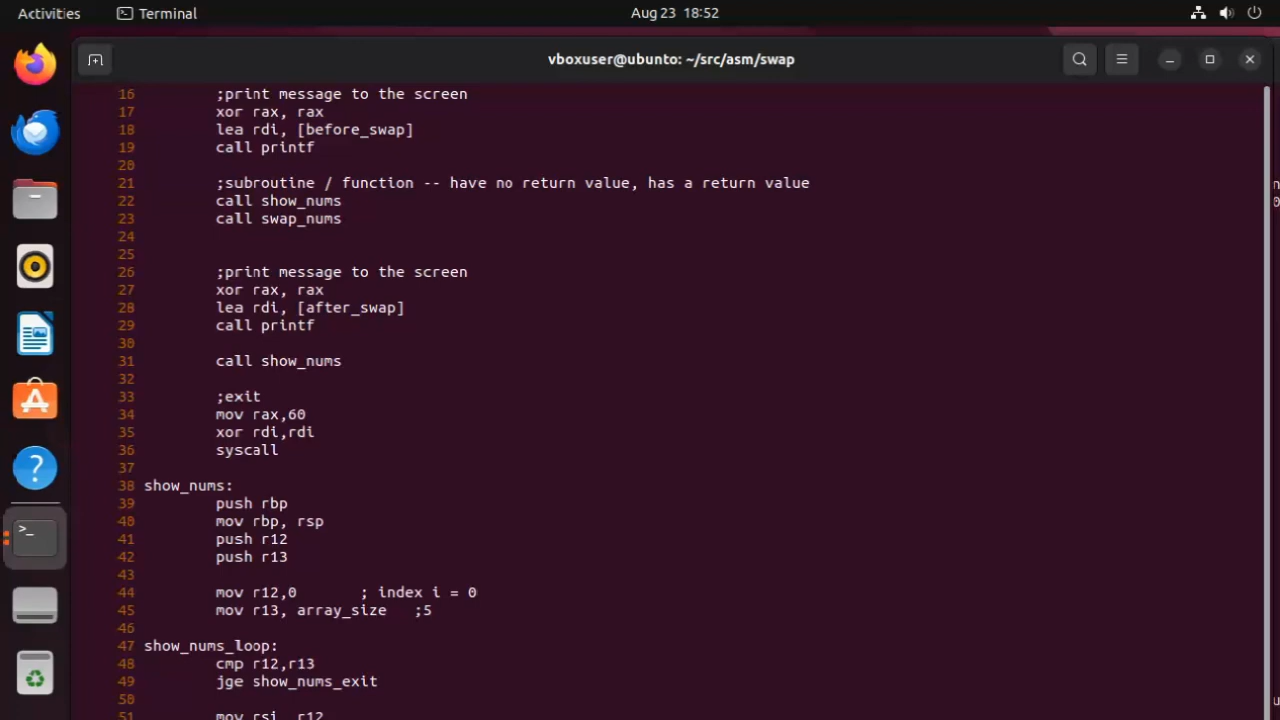 Activities Terminal Aug 23 18:52
vboxuser@ubunto: ~/src/asm/swap
16 ;print message to the screen
17 xor rax, rax
18 lea rdi, [before_swap]
19 call printf
20
21 ;subroutine / function -- have no return value, has a return value
22 call show_nums
23 call swap_nums
24
25
26 ;print message to the screen
27 xor rax, rax
28 lea rdi, [after_swap]
29 call printf
30
31 call show_nums
32
33 ;exit
34 mov rax,60
35 xor rdi,rdi
36 syscall
37
38 show_nums:
39 push rbp
40 mov rbp, rsp
41 push r12
42 push r13
43
44 mov r12,0 ; index i = 0
45 mov r13, array_size ;5
46
47 show_nums_loop:
48 cmp r12,r13
49 jge show_nums_exit
50
51 mov rsi, r12